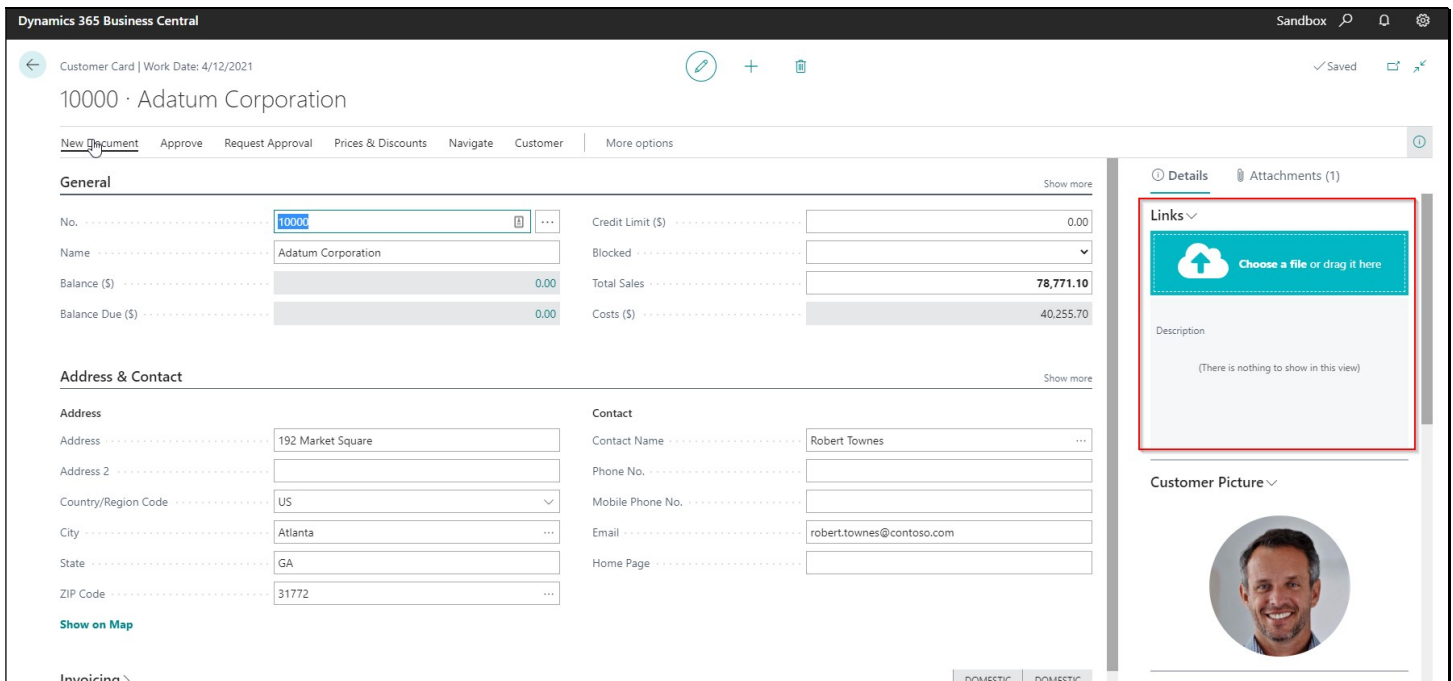 Dynamics 365 Business Central
Sandbox
Customer Card | Work Date: 4/12/2021
Saved
10000 · Adatum Corporation
New Document Approve Request Approval Prices & Discounts Navigate Customer More options
General Show more
No. 10000 Credit Limit ($) 0.00
Name Adatum Corporation Blocked
Balance ($) 0.00 Total Sales 78,771.10
Balance Due ($) 0.00 Costs ($) 40,255.70
Address & Contact Show more
Address Contact
Address 192 Market Square Contact Name Robert Townes
Address 2 Phone No.
Country/Region Code US Mobile Phone No.
City Atlanta Email robert.townes@contoso.com
State GA Home Page
ZIP Code 31772
Show on Map
Invoicing DOMESTIC DOMESTIC
Details Attachments (1)
Links
Choose a file or drag it here
Description
(There is nothing to show in this view)
Customer Picture